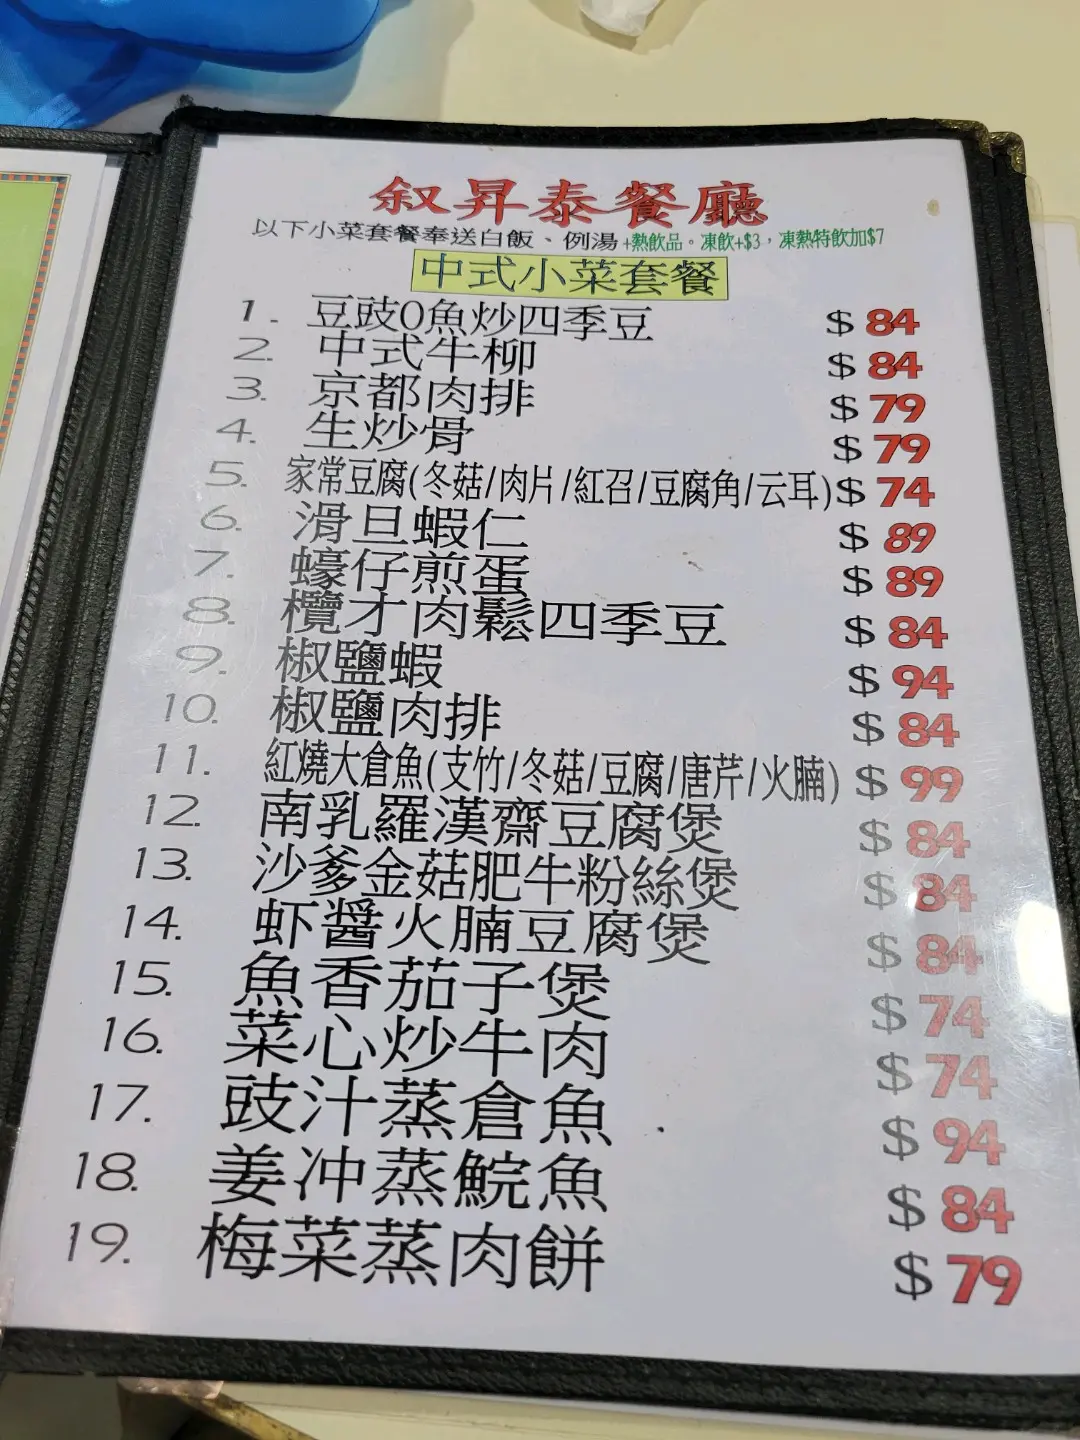 叙昇泰餐廳
以下小菜套餐奉送白飯、例湯+熱飲品。凍飲+$3，凍熱特飲加$7
中式小菜套餐
1. 豆豉0魚炒四季豆 $84
2. 中式牛柳 $84
3. 京都肉排 $79
4. 生炒骨 $79
5. 家常豆腐(冬菇/肉片/紅召/豆腐角/云耳) $74
6. 滑旦蝦仁 $89
7. 蠔仔煎蛋 $89
8. 欖才肉鬆四季豆 $84
9. 椒鹽蝦 $94
10. 椒鹽肉排 $84
11. 紅燒大倉魚(支竹/冬菇/豆腐/唐芹/火腩) $99
12. 南乳羅漢齋豆腐煲 $84
13. 沙爹金菇肥牛粉絲煲 $84
14. 虾醬火腩豆腐煲 $84
15. 魚香茄子煲 $74
16. 菜心炒牛肉 $74
17. 豉汁蒸倉魚 $94
18. 姜冲蒸鯇魚 $84
19. 梅菜蒸肉餅 $79